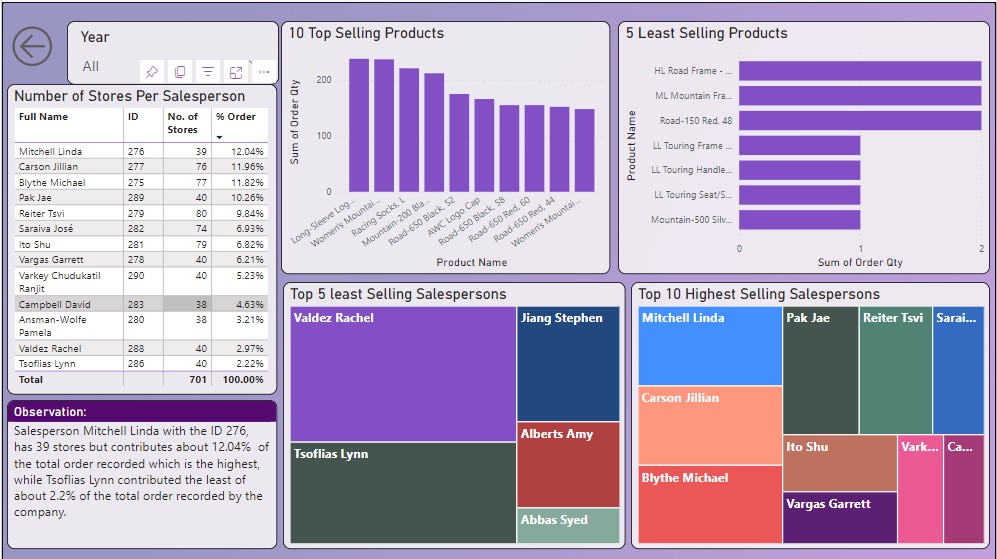 Year
All
Number of Stores Per Salesperson
Full Name ID No. of Stores % Order
Mitchell Linda 276 39 12.04%
Carson Jillian 277 76 11.96%
Blythe Michael 275 77 11.82%
Pak Jae 289 40 10.26%
Reiter Tsvi 279 80 9.84%
Saraiva José 282 74 6.93%
Ito Shu 281 79 6.82%
Vargas Garrett 278 40 6.21%
Varkey Chudukatil Ranjit 290 40 5.23%
Campbell David 283 38 4.63%
Ansman-Wolfe Pamela 280 38 3.21%
Valdez Rachel 288 40 2.97%
Tsoflias Lynn 286 40 2.22%
Total 701 100.00%
Observation:
Salesperson Mitchell Linda with the ID 276,
has 39 stores but contributes about 12.04% of
the total order recorded which is the highest,
while Tsoflias Lynn contributed the least of
about 2.2% of the total order recorded by the
company.
10 Top Selling Products
Sum of Order Qty
200
100
0
Long-Sleeve Log...
Women's Mountai...
Racing Socks, L
Mountain-200 Bla...
Road-650 Black, 52
AWC Logo Cap
Road-650 Black, 58
Road-650 Red, 60
Road-650 Red, 44
Women's Mountai...
Product Name
5 Least Selling Products
Product Name
HL Road Frame - ...
ML Mountain Fra...
Road-150 Red, 48
LL Touring Frame ...
LL Touring Handle...
LL Touring Seat/S...
Mountain-500 Silv...
0 1 2
Sum of Order Qty
Top 5 least Selling Salespersons
Valdez Rachel
Jiang Stephen
Tsoflias Lynn
Alberts Amy
Abbas Syed
Top 10 Highest Selling Salespersons
Mitchell Linda
Pak Jae
Reiter Tsvi
Sarai...
Carson Jillian
Ito Shu
Vark...
Ca...
Blythe Michael
Vargas Garrett